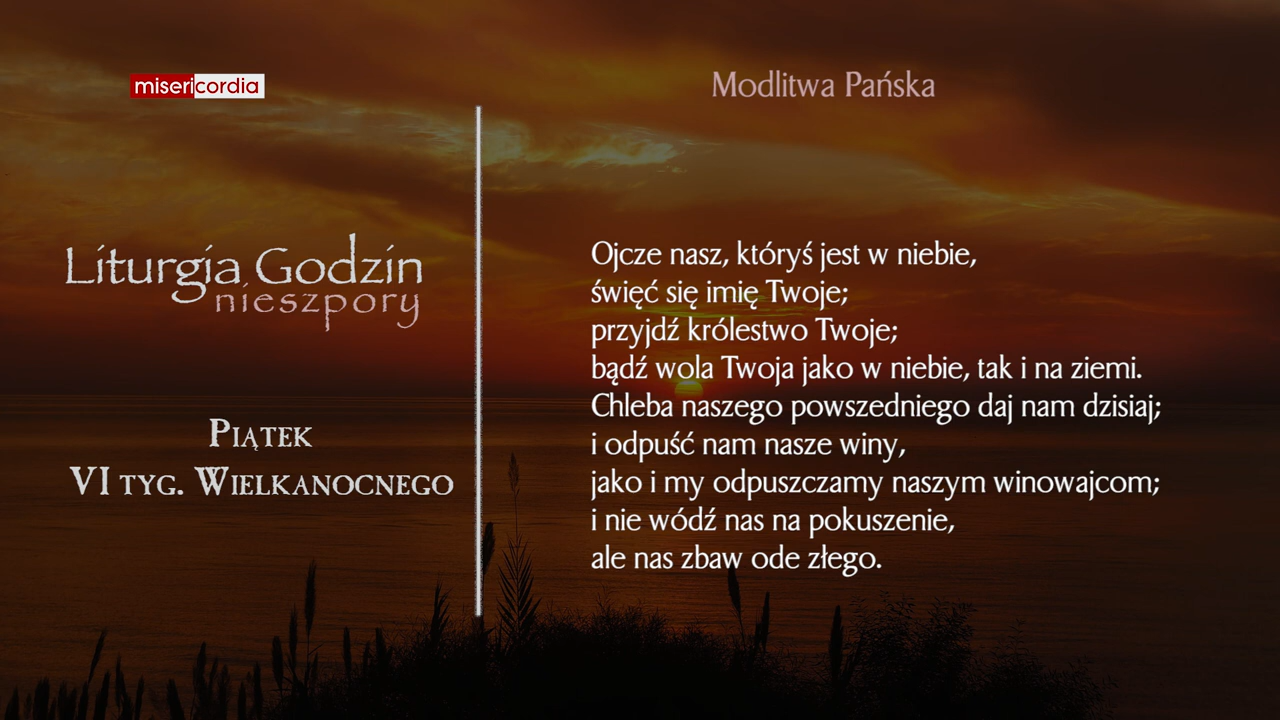 misericordia
Liturgia Godzin
nieszpory
Piątek
VI tyg. Wielkanocnego
Modlitwa Pańska
Ojcze nasz, któryś jest w niebie,
święć się imię Twoje;
przyjdź królestwo Twoje;
bądź wola Twoja jako w niebie, tak i na ziemi.
Chleba naszego powszedniego daj nam dzisiaj;
i odpuść nam nasze winy,
jako i my odpuszczamy naszym winowajcom;
i nie wódź nas na pokuszenie,
ale nas zbaw ode złego.